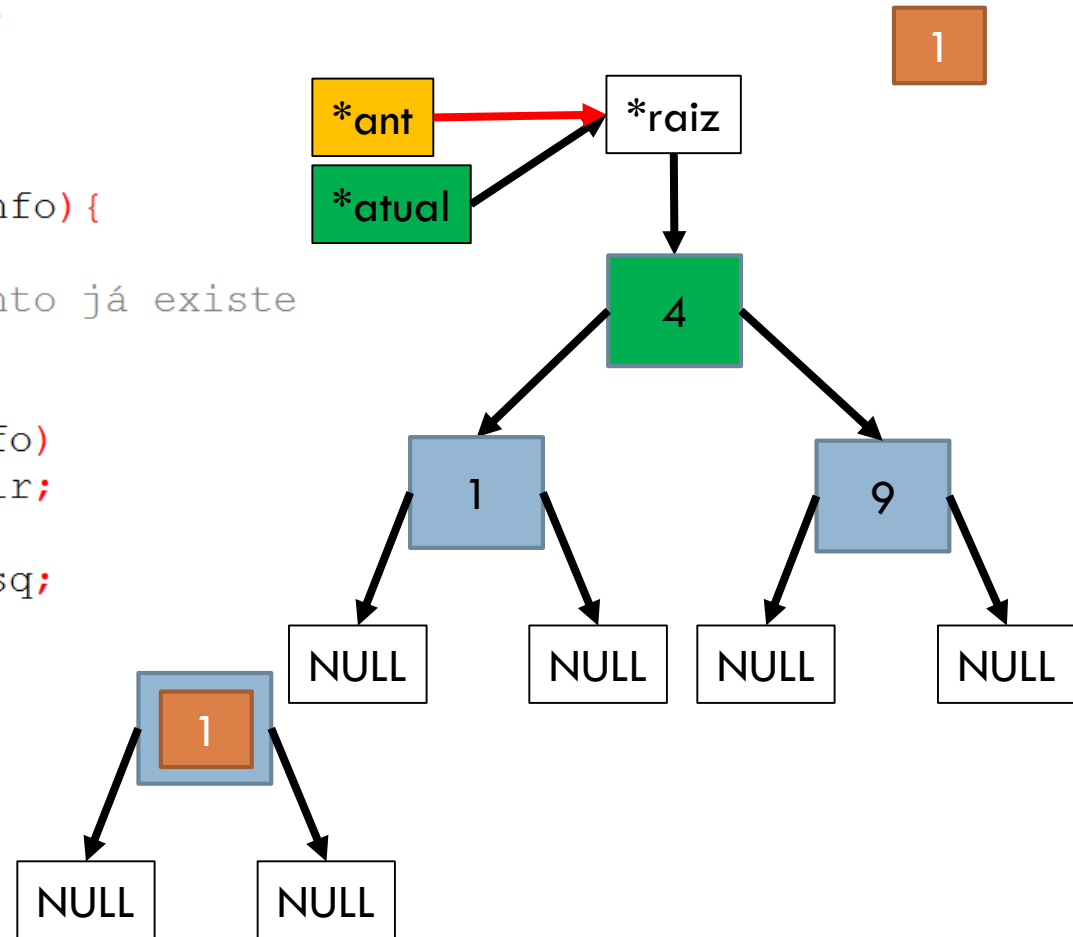 1
*ant
*raiz
*atual
nfo){
4
nto já existe
fo)
1
9
ir;
sq;
NULL
NULL
NULL
NULL
1
NULL
NULL